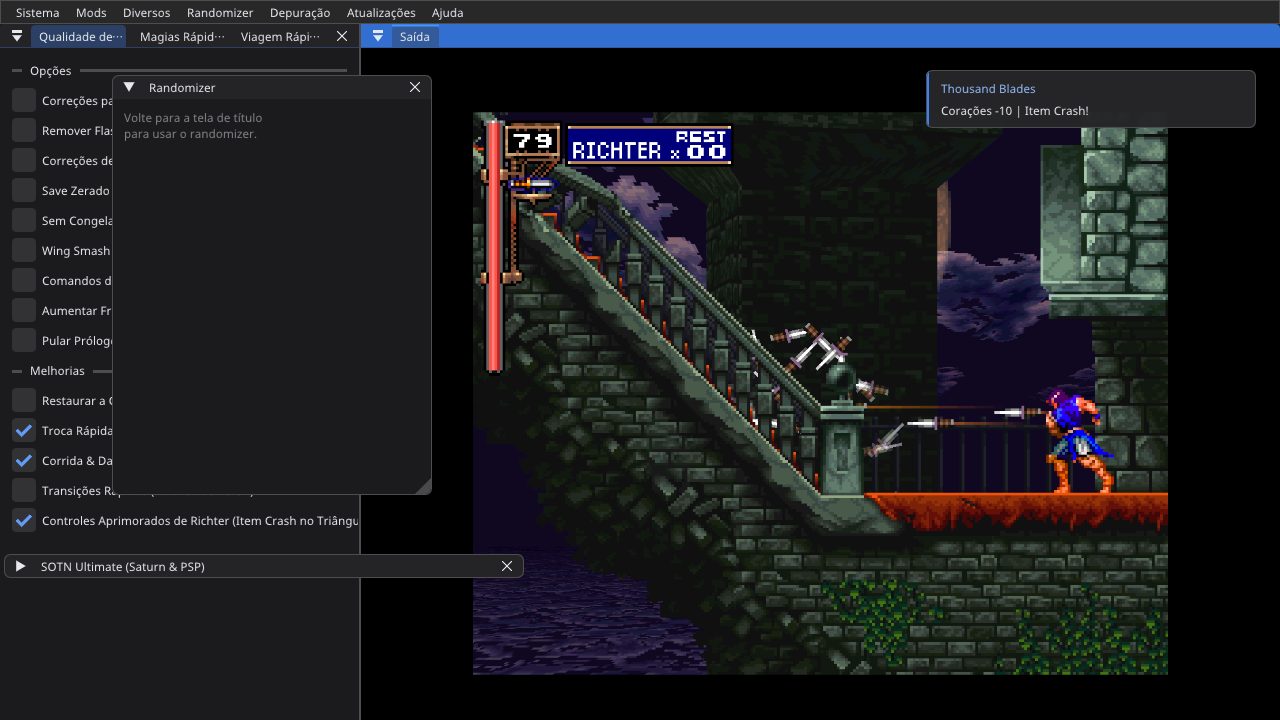 Sistema Mods Diversos Randomizer Depuração Atualizações Ajuda
Qualidade de··· Magias Rápid··· Viagem Rápi··· Saída
Opções
Randomizer
Volte para a tela de título
para usar o randomizer.
Correções pa
Remover Fla
Correções de
Save Zerado
Sem Congela
Wing Smash
Comandos d
Aumentar Fr
Pular Prólog
Melhorias
Restaurar a
Troca Rápida
Corrida & Da
Transições
Controles Aprimorados de Richter (Item Crash no Triângu
SOTN Ultimate (Saturn & PSP)
Thousand Blades
Corações -10 | Item Crash!
79
REST
RICHTER x 00